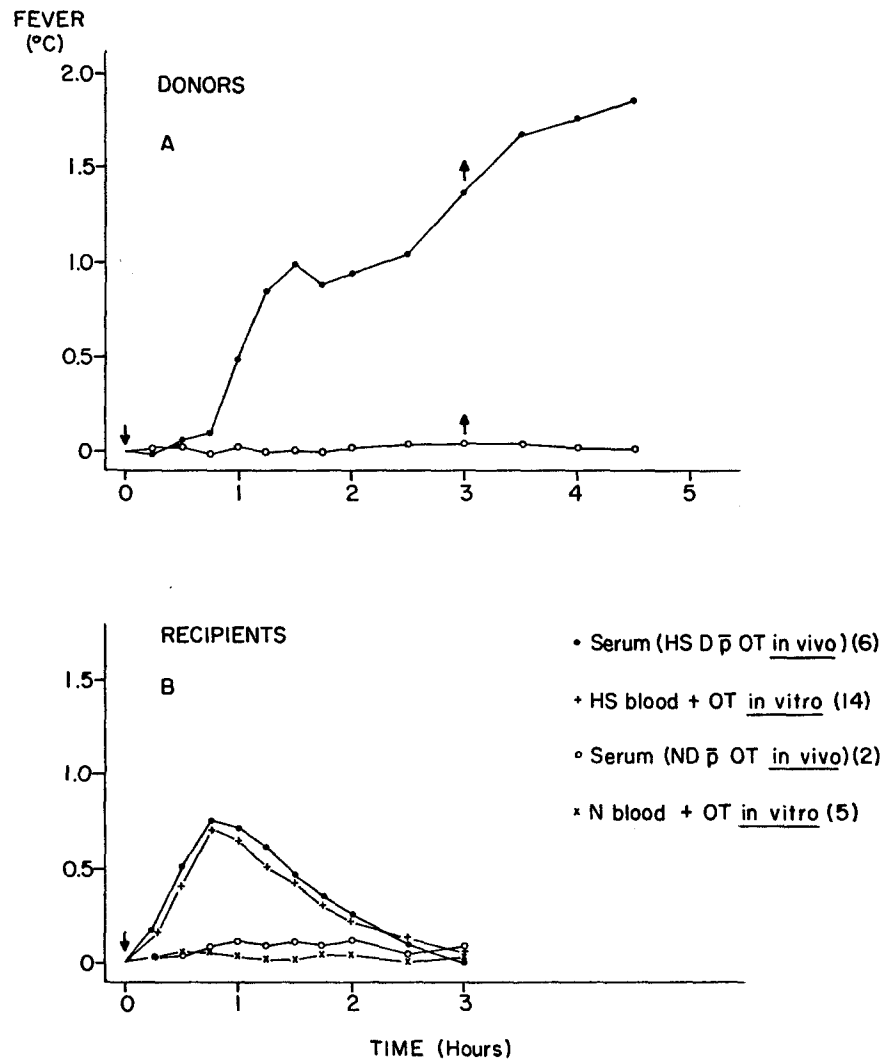 FEVER
(°C)
2.0
1.5
1.0
0.5
0
DONORS
A
0 1 2 3 4 5
RECIPIENTS
B
1.5
1.0
0.5
0
0 1 2 3
TIME (Hours)
• Serum (HS D p̄ OT in vivo) (6)
+ HS blood + OT in vitro (14)
o Serum (ND p̄ OT in vivo) (2)
x N blood + OT in vitro (5)